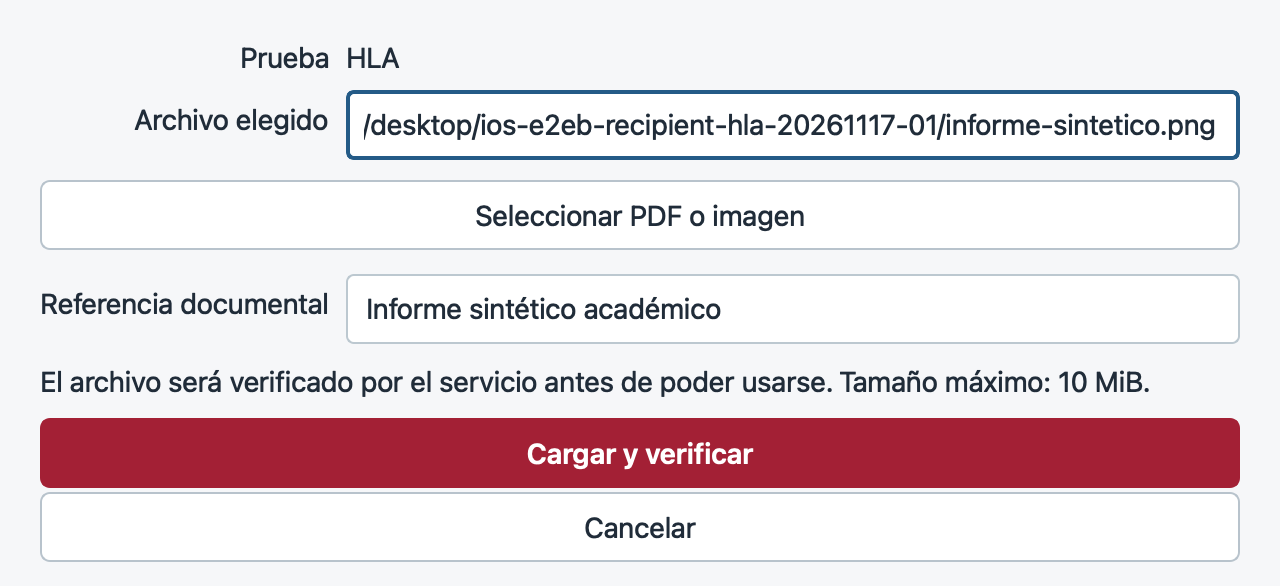 Prueba HLA
Archivo elegido /desktop/ios-e2eb-recipient-hla-20261117-01/informe-sintetico.png
Seleccionar PDF o imagen
Referencia documental Informe sintético académico
El archivo será verificado por el servicio antes de poder usarse. Tamaño máximo: 10 MiB.
Cargar y verificar
Cancelar